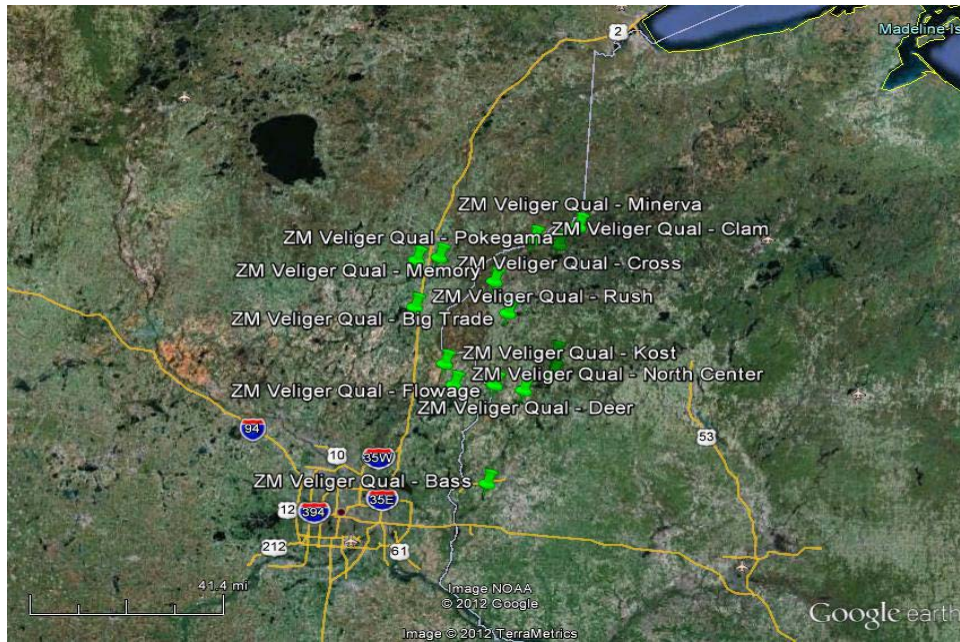 2
Madeline Is
ZM Veliger Qual - Minerva
ZM Veliger Qual - Clam
ZM Veliger Qual - Pokegama
ZM Veliger Qual - Cross
ZM Veliger Qual - Memory
ZM Veliger Qual - Rush
ZM Veliger Qual - Big Trade
ZM Veliger Qual - Kost
ZM Veliger Qual - North Center
ZM Veliger Qual - Flowage
ZM Veliger Qual - Deer
94
53
10
35W
ZM Veliger Qual - Bass
35E
12
394
212
61
41.4 mi
Image NOAA
© 2012 Google
Google earth
Image © 2012 TerraMetrics